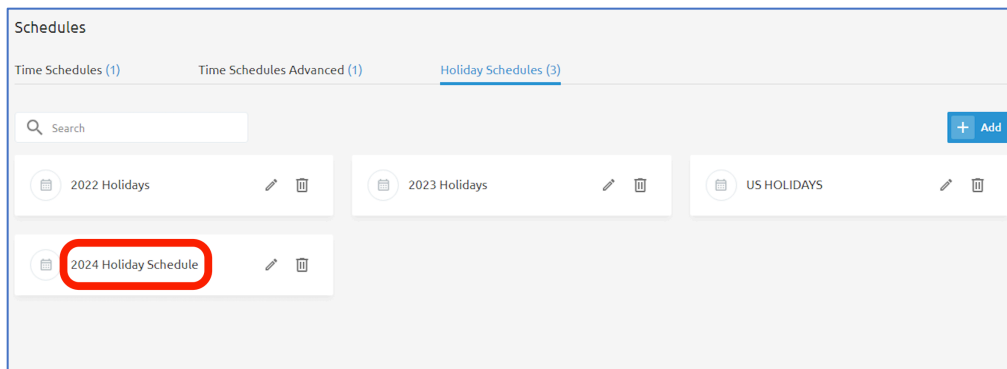 Schedules
Time Schedules (1) Time Schedules Advanced (1) Holiday Schedules (3)
Search
+ Add
2022 Holidays 2023 Holidays US HOLIDAYS
2024 Holiday Schedule